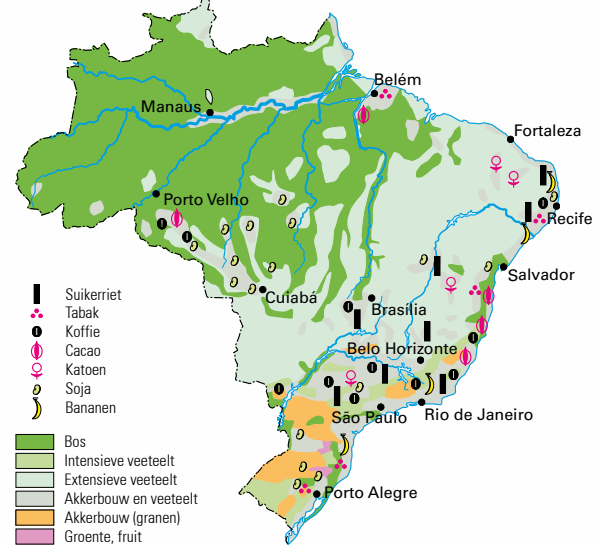 Belém
Manaus
Fortaleza
Porto Velho
Recife
Salvador
Cuiabá
Brasília
Belo Horizonte
São Paulo
Rio de Janeiro
Porto Alegre
Suikerriet
Tabak
Koffie
Cacao
Katoen
Soja
Bananen
Bos
Intensieve veeteelt
Extensieve veeteelt
Akkerbouw en veeteelt
Akkerbouw (granen)
Groente, fruit